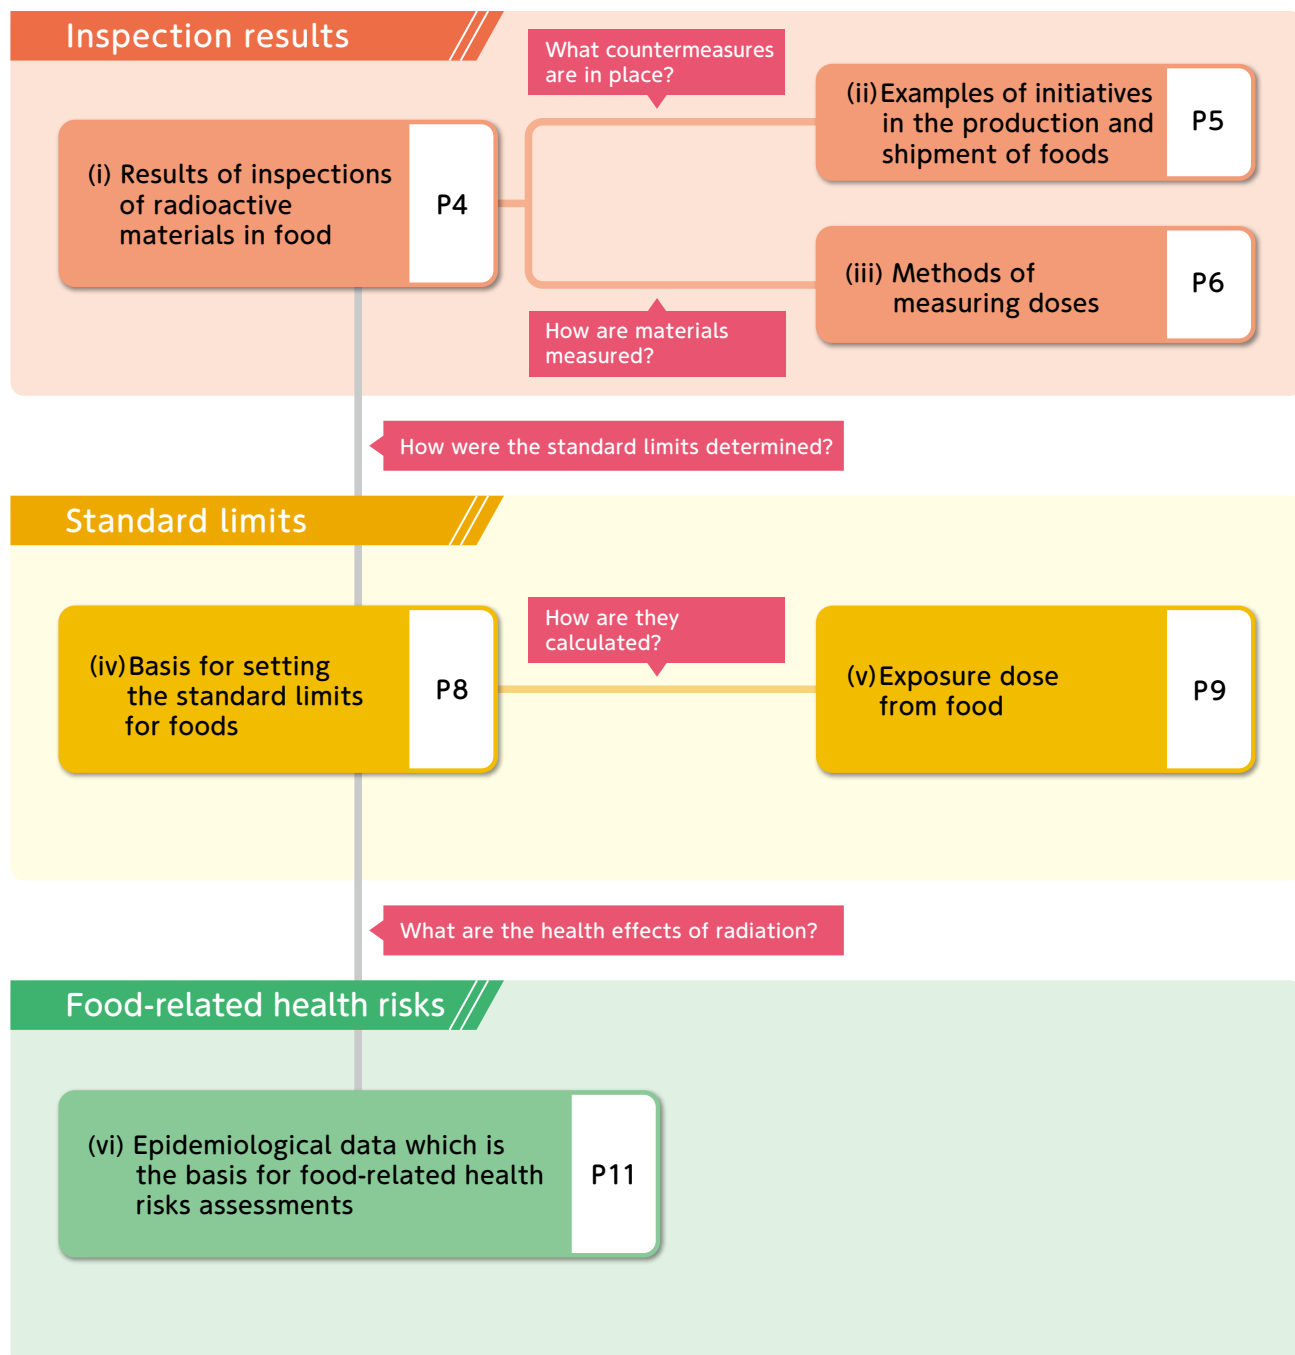 Inspection results
What countermeasures
are in place?
(i) Results of inspections
of radioactive
materials in food
P4
(ii) Examples of initiatives
in the production and
shipment of foods
P5
(iii) Methods of
measuring doses
P6
How are materials
measured?
How were the standard limits determined?
Standard limits
(iv) Basis for setting
the standard limits
for foods
P8
How are they
calculated?
(v) Exposure dose
from food
P9
What are the health effects of radiation?
Food-related health risks
(vi) Epidemiological data which is
the basis for food-related health
risks assessments
P11